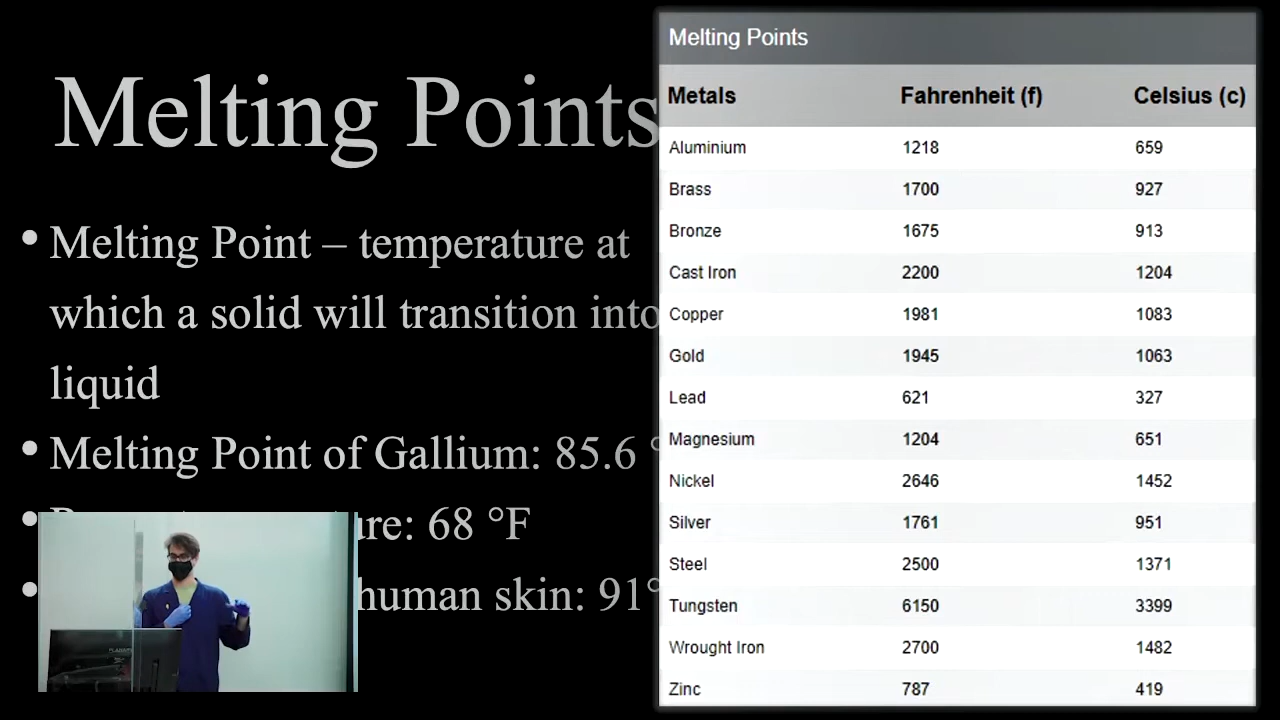 Melting Points
• Melting Point – temperature at
which a solid will transition into
liquid
• Melting Point of Gallium: 85.6 °
• 68 °F
• human skin: 91°
Melting Points
Metals Fahrenheit (f) Celsius (c)
Aluminium 1218 659
Brass 1700 927
Bronze 1675 913
Cast Iron 2200 1204
Copper 1981 1083
Gold 1945 1063
Lead 621 327
Magnesium 1204 651
Nickel 2646 1452
Silver 1761 951
Steel 2500 1371
Tungsten 6150 3399
Wrought Iron 2700 1482
Zinc 787 419